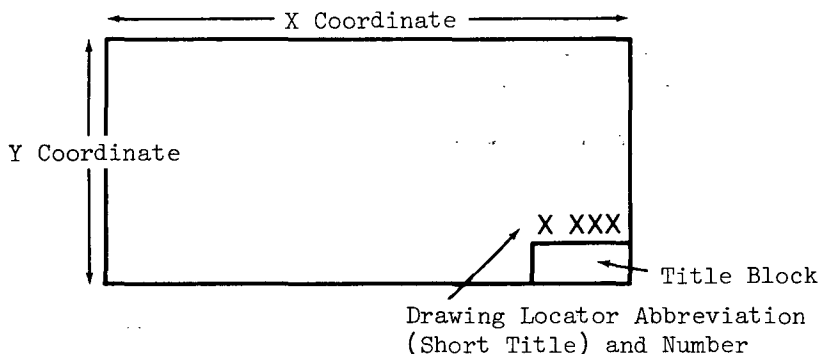 X Coordinate
Y Coordinate
X XXX
Title Block
Drawing Locator Abbreviation
(Short Title) and Number